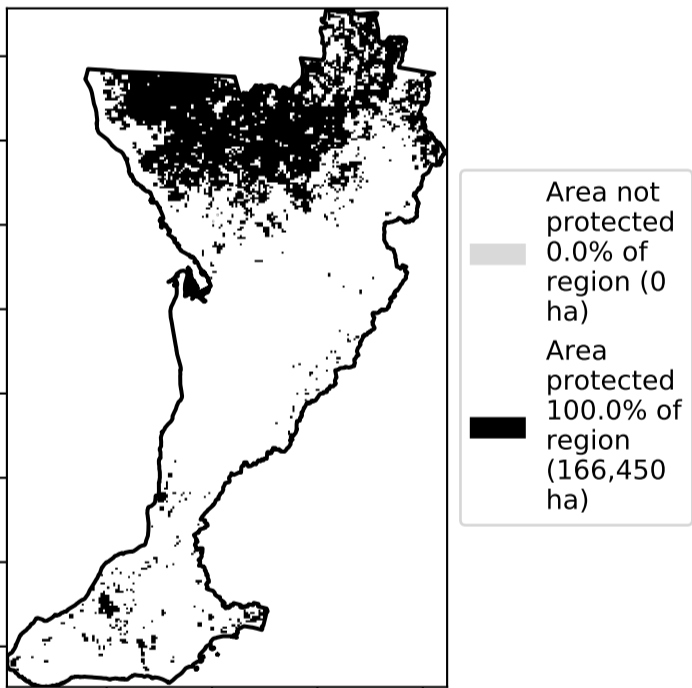 Area not
protected
0.0% of
region (0
ha)
Area
protected
100.0% of
region
(166,450
ha)